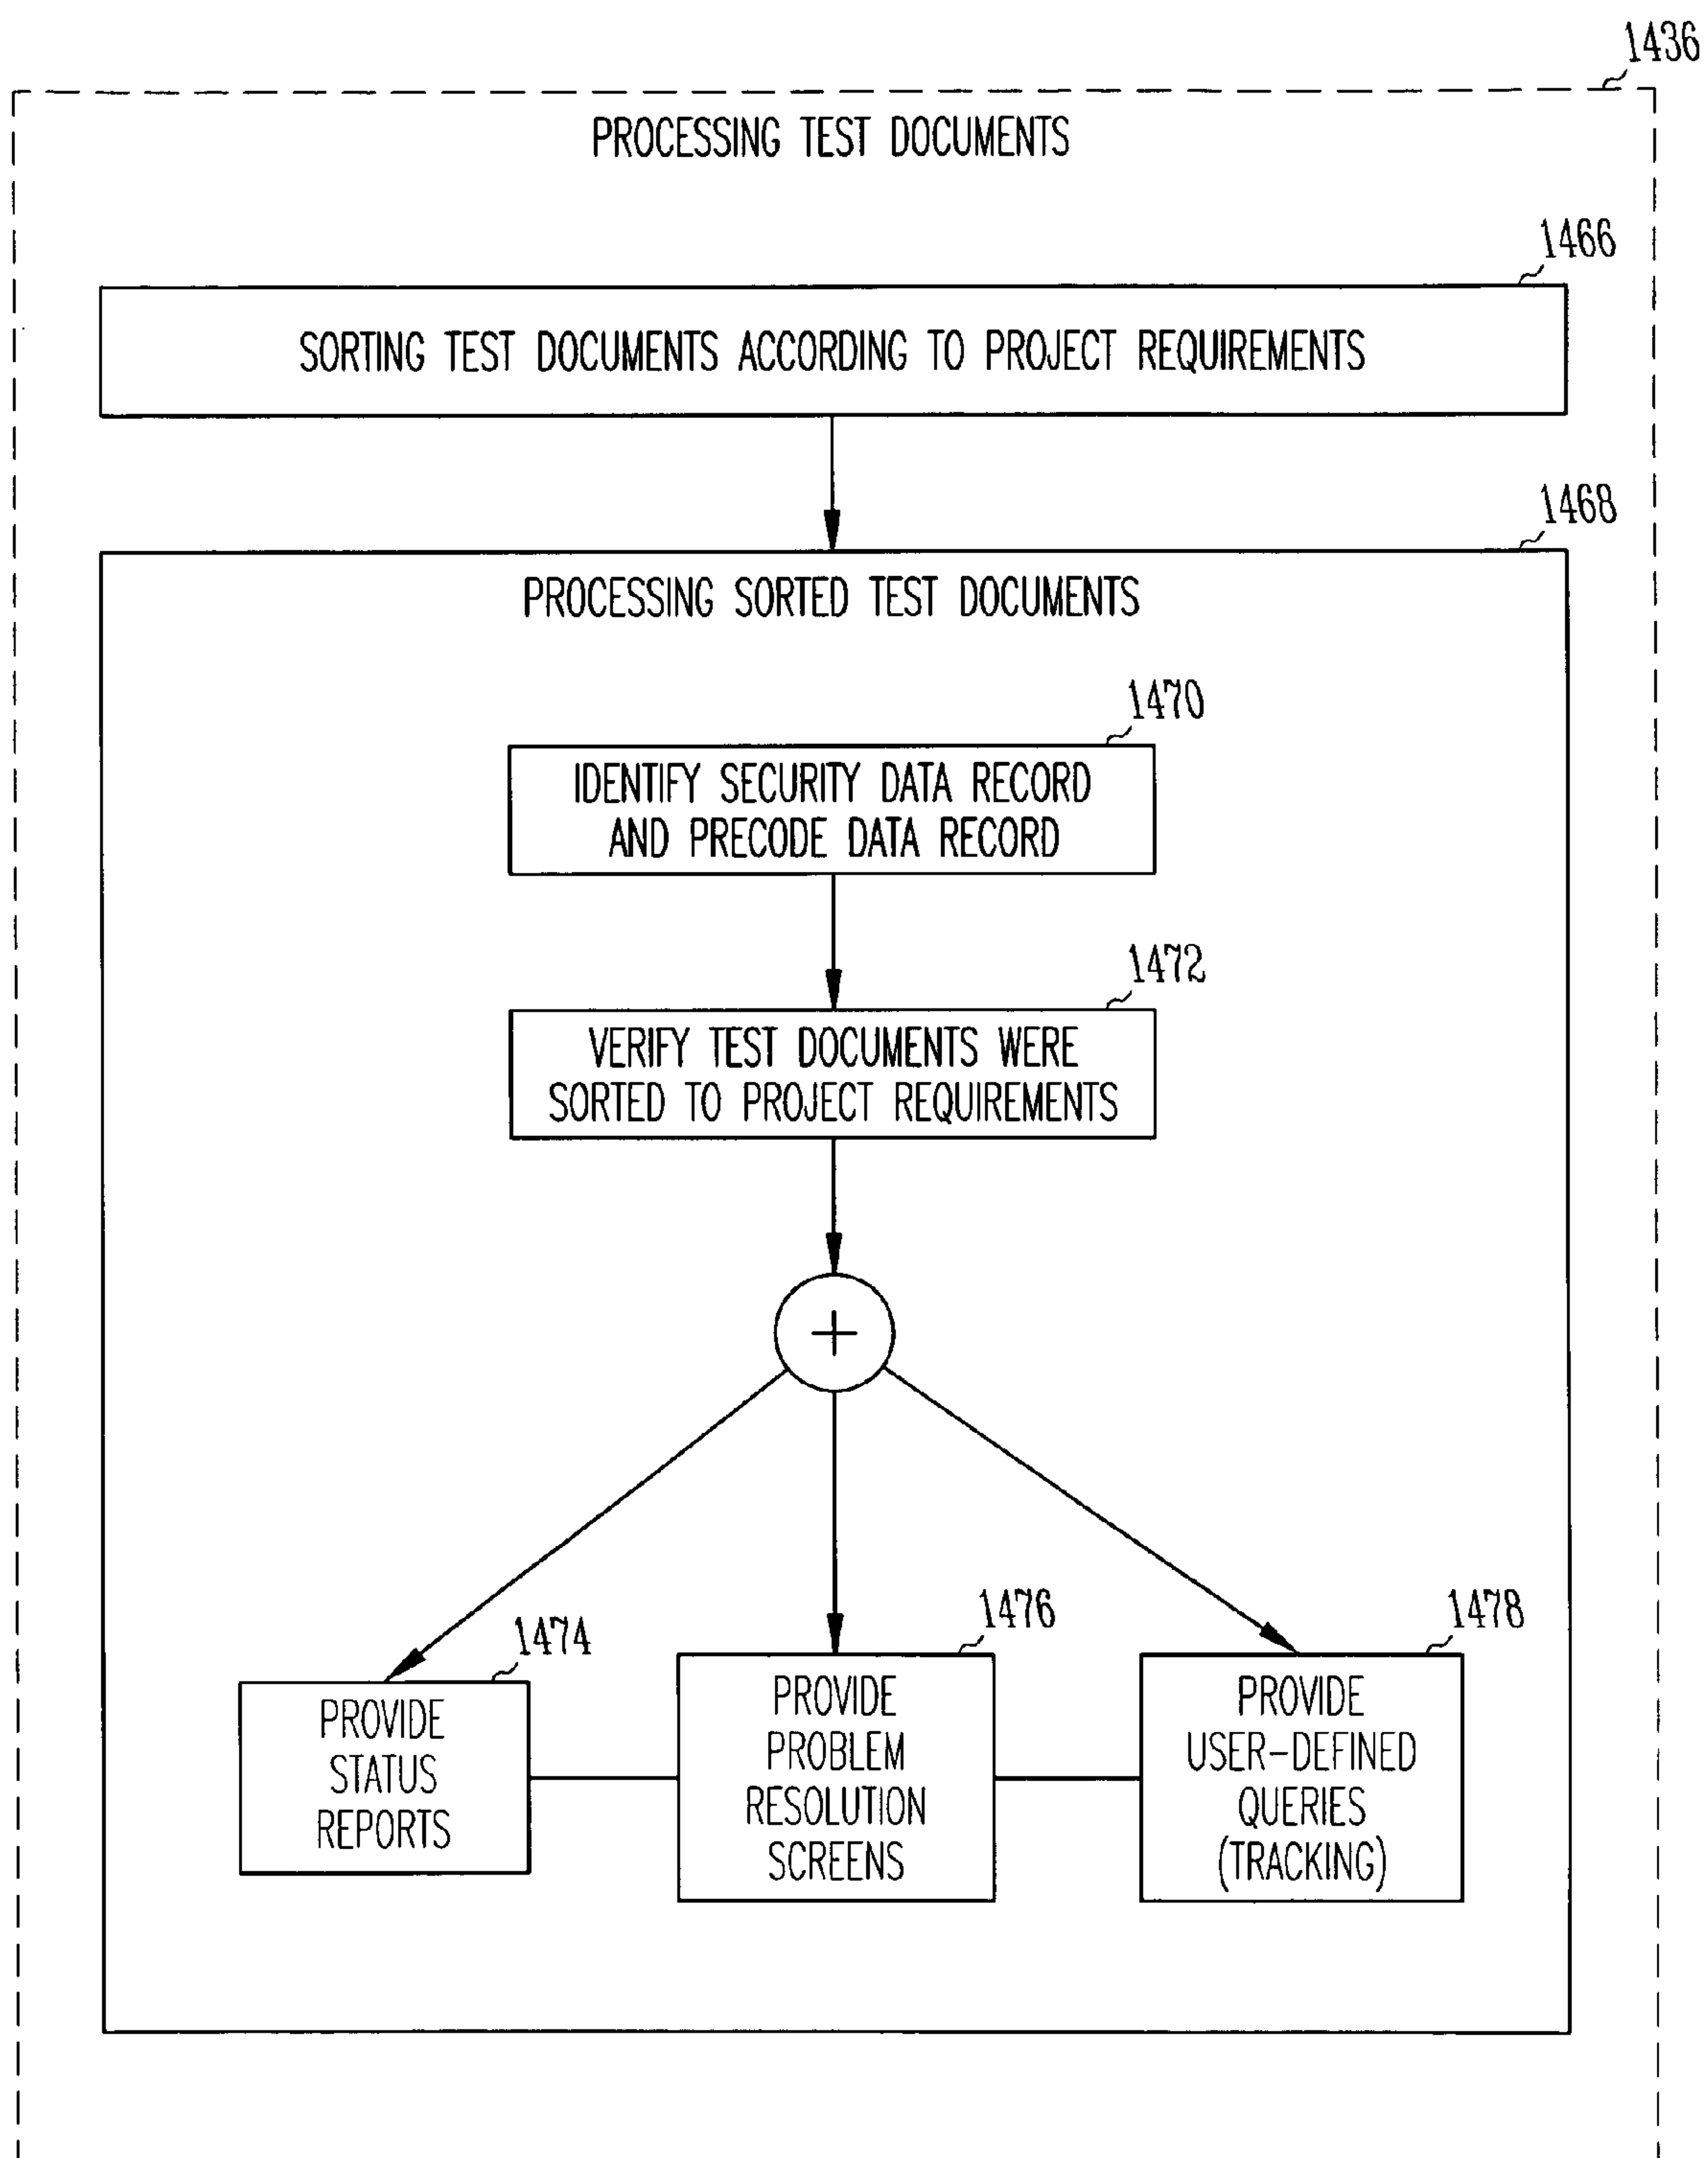 1436
PROCESSING TEST DOCUMENTS
1466
SORTING TEST DOCUMENTS ACCORDING TO PROJECT REQUIREMENTS
1468
PROCESSING SORTED TEST DOCUMENTS
1470
IDENTIFY SECURITY DATA RECORD
AND PRECODE DATA RECORD
1472
VERIFY TEST DOCUMENTS WERE
SORTED TO PROJECT REQUIREMENTS
+
1474
PROVIDE
STATUS
REPORTS
1476
PROVIDE
PROBLEM
RESOLUTION
SCREENS
1478
PROVIDE
USER-DEFINED
QUERIES
(TRACKING)